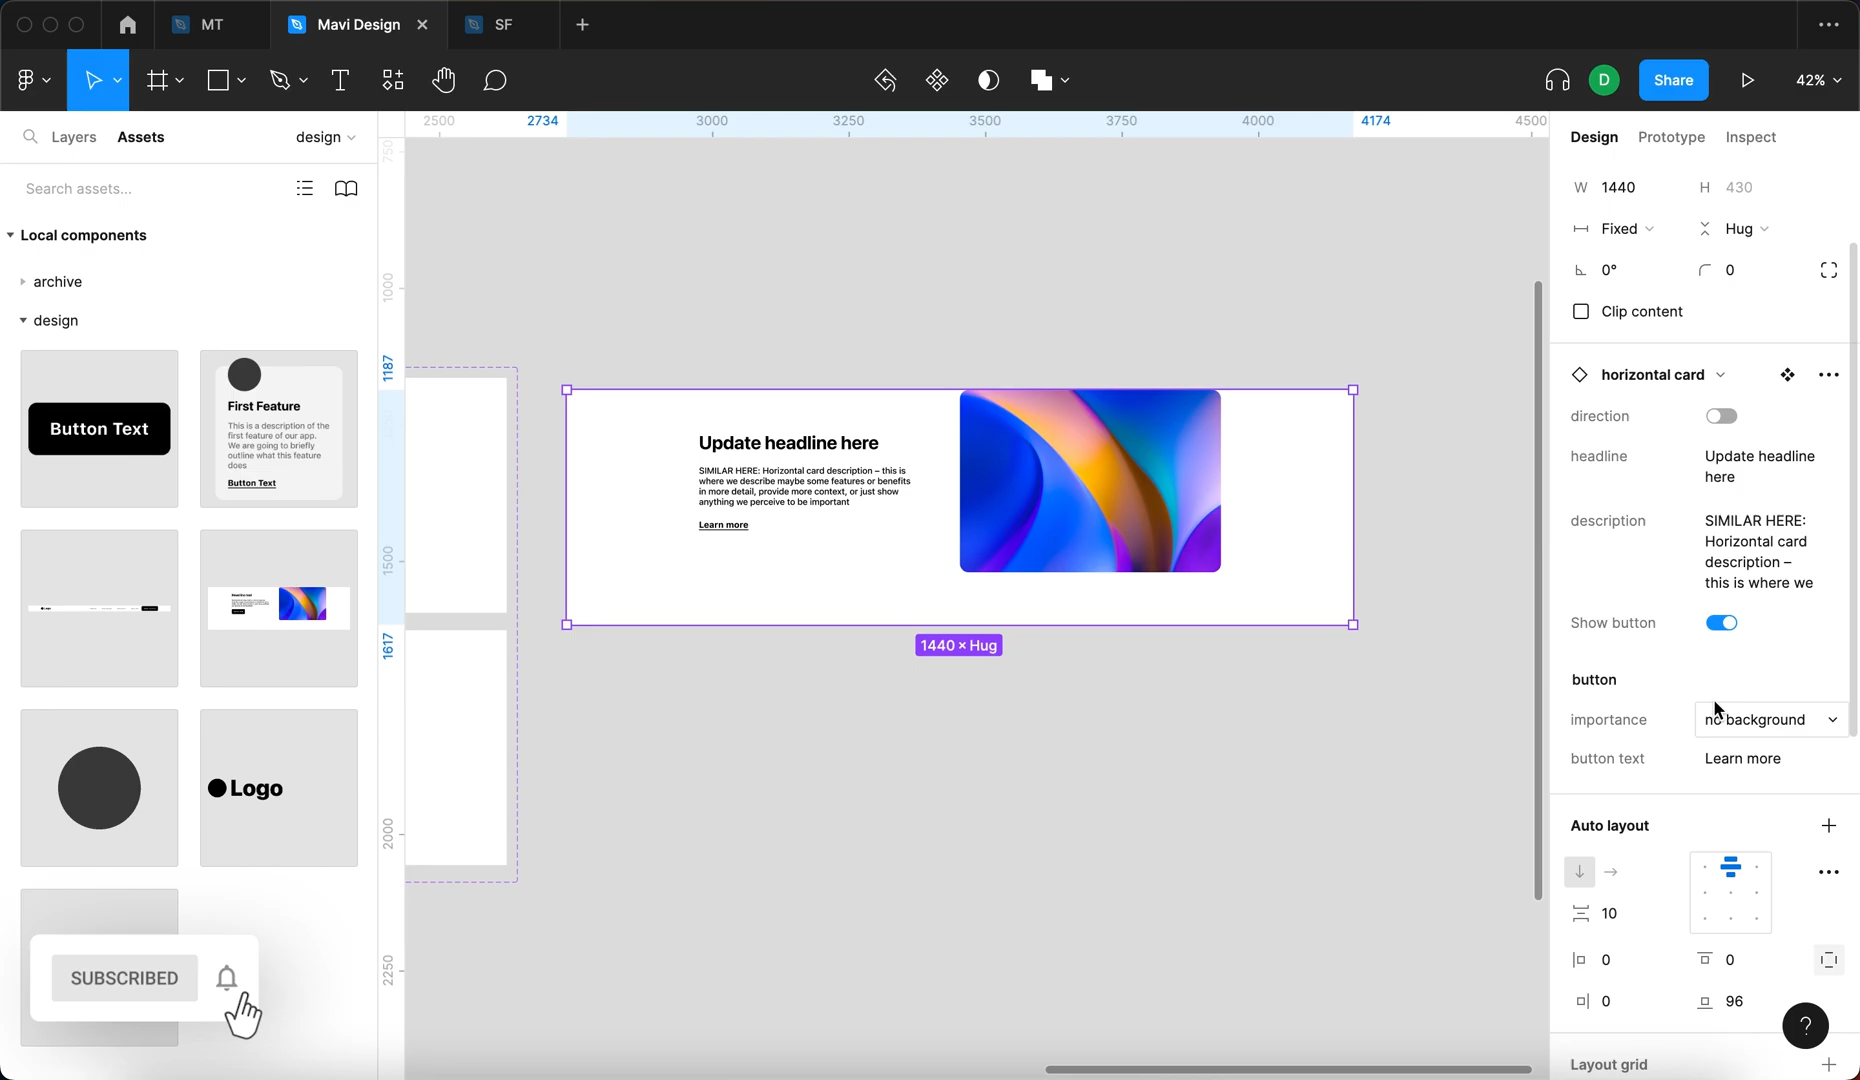 MT
Mavi Design
SF
Share
D
42%
Layers
Assets
design
2500
2734
3000
3250
3500
3750
4000
4174
4500
Design
Prototype
Inspect
Search assets...
W 1440
H 430
Fixed
Hug
0°
0
Clip content
Local components
archive
design
750
1000
1187
1500
1617
2000
2250
Button Text
First Feature
This is a description of the
first feature of our app.
We are going to briefly
outline what this feature
does
Button Text
Logo
SUBSCRIBED
Update headline here
SIMILAR HERE: Horizontal card description – this is
where we describe maybe some features or benefits
in more detail, provide more context, or just show
anything we perceive to be important
Learn more
1440 × Hug
horizontal card
direction
headline
Update headline
here
description
SIMILAR HERE:
Horizontal card
description –
this is where we
Show button
button
importance
no background
button text
Learn more
Auto layout
10
0
0
0
96
?
Layout grid